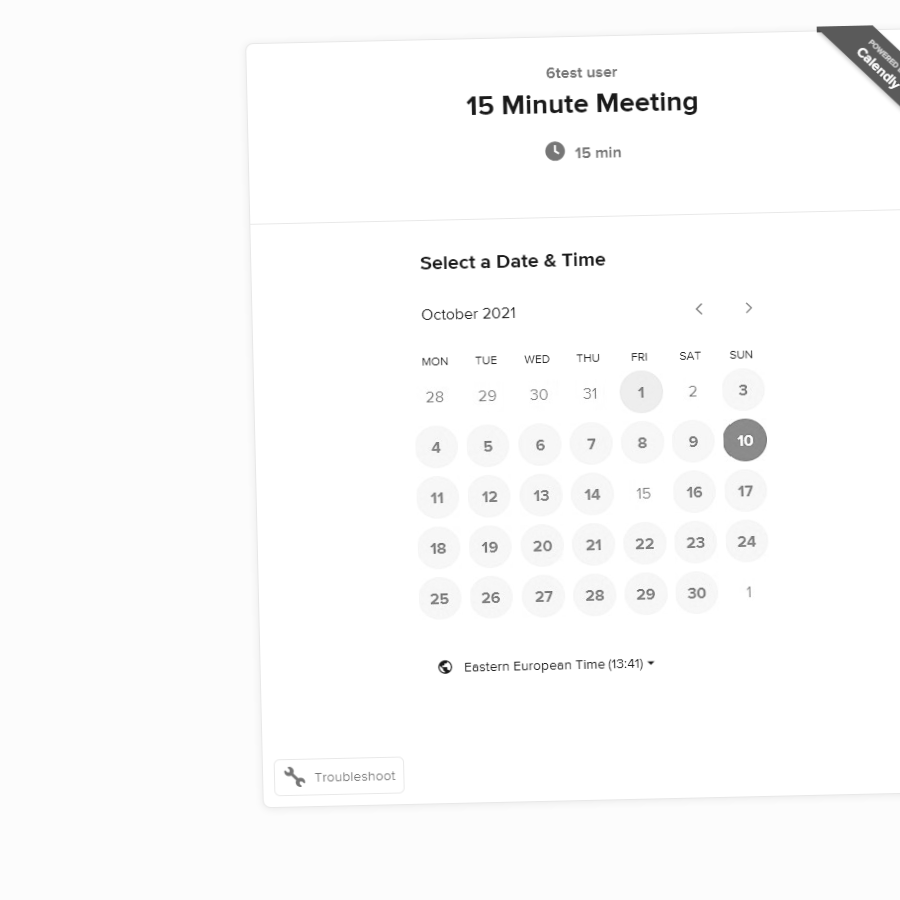 POWERED
Calendly
6test user
15 Minute Meeting
15 min
Select a Date & Time
October 2021
MON TUE WED THU FRI SAT SUN
28 29 30 31 1 2 3
4 5 6 7 8 9 10
11 12 13 14 15 16 17
18 19 20 21 22 23 24
25 26 27 28 29 30 1
Eastern European Time (13:41)
Troubleshoot